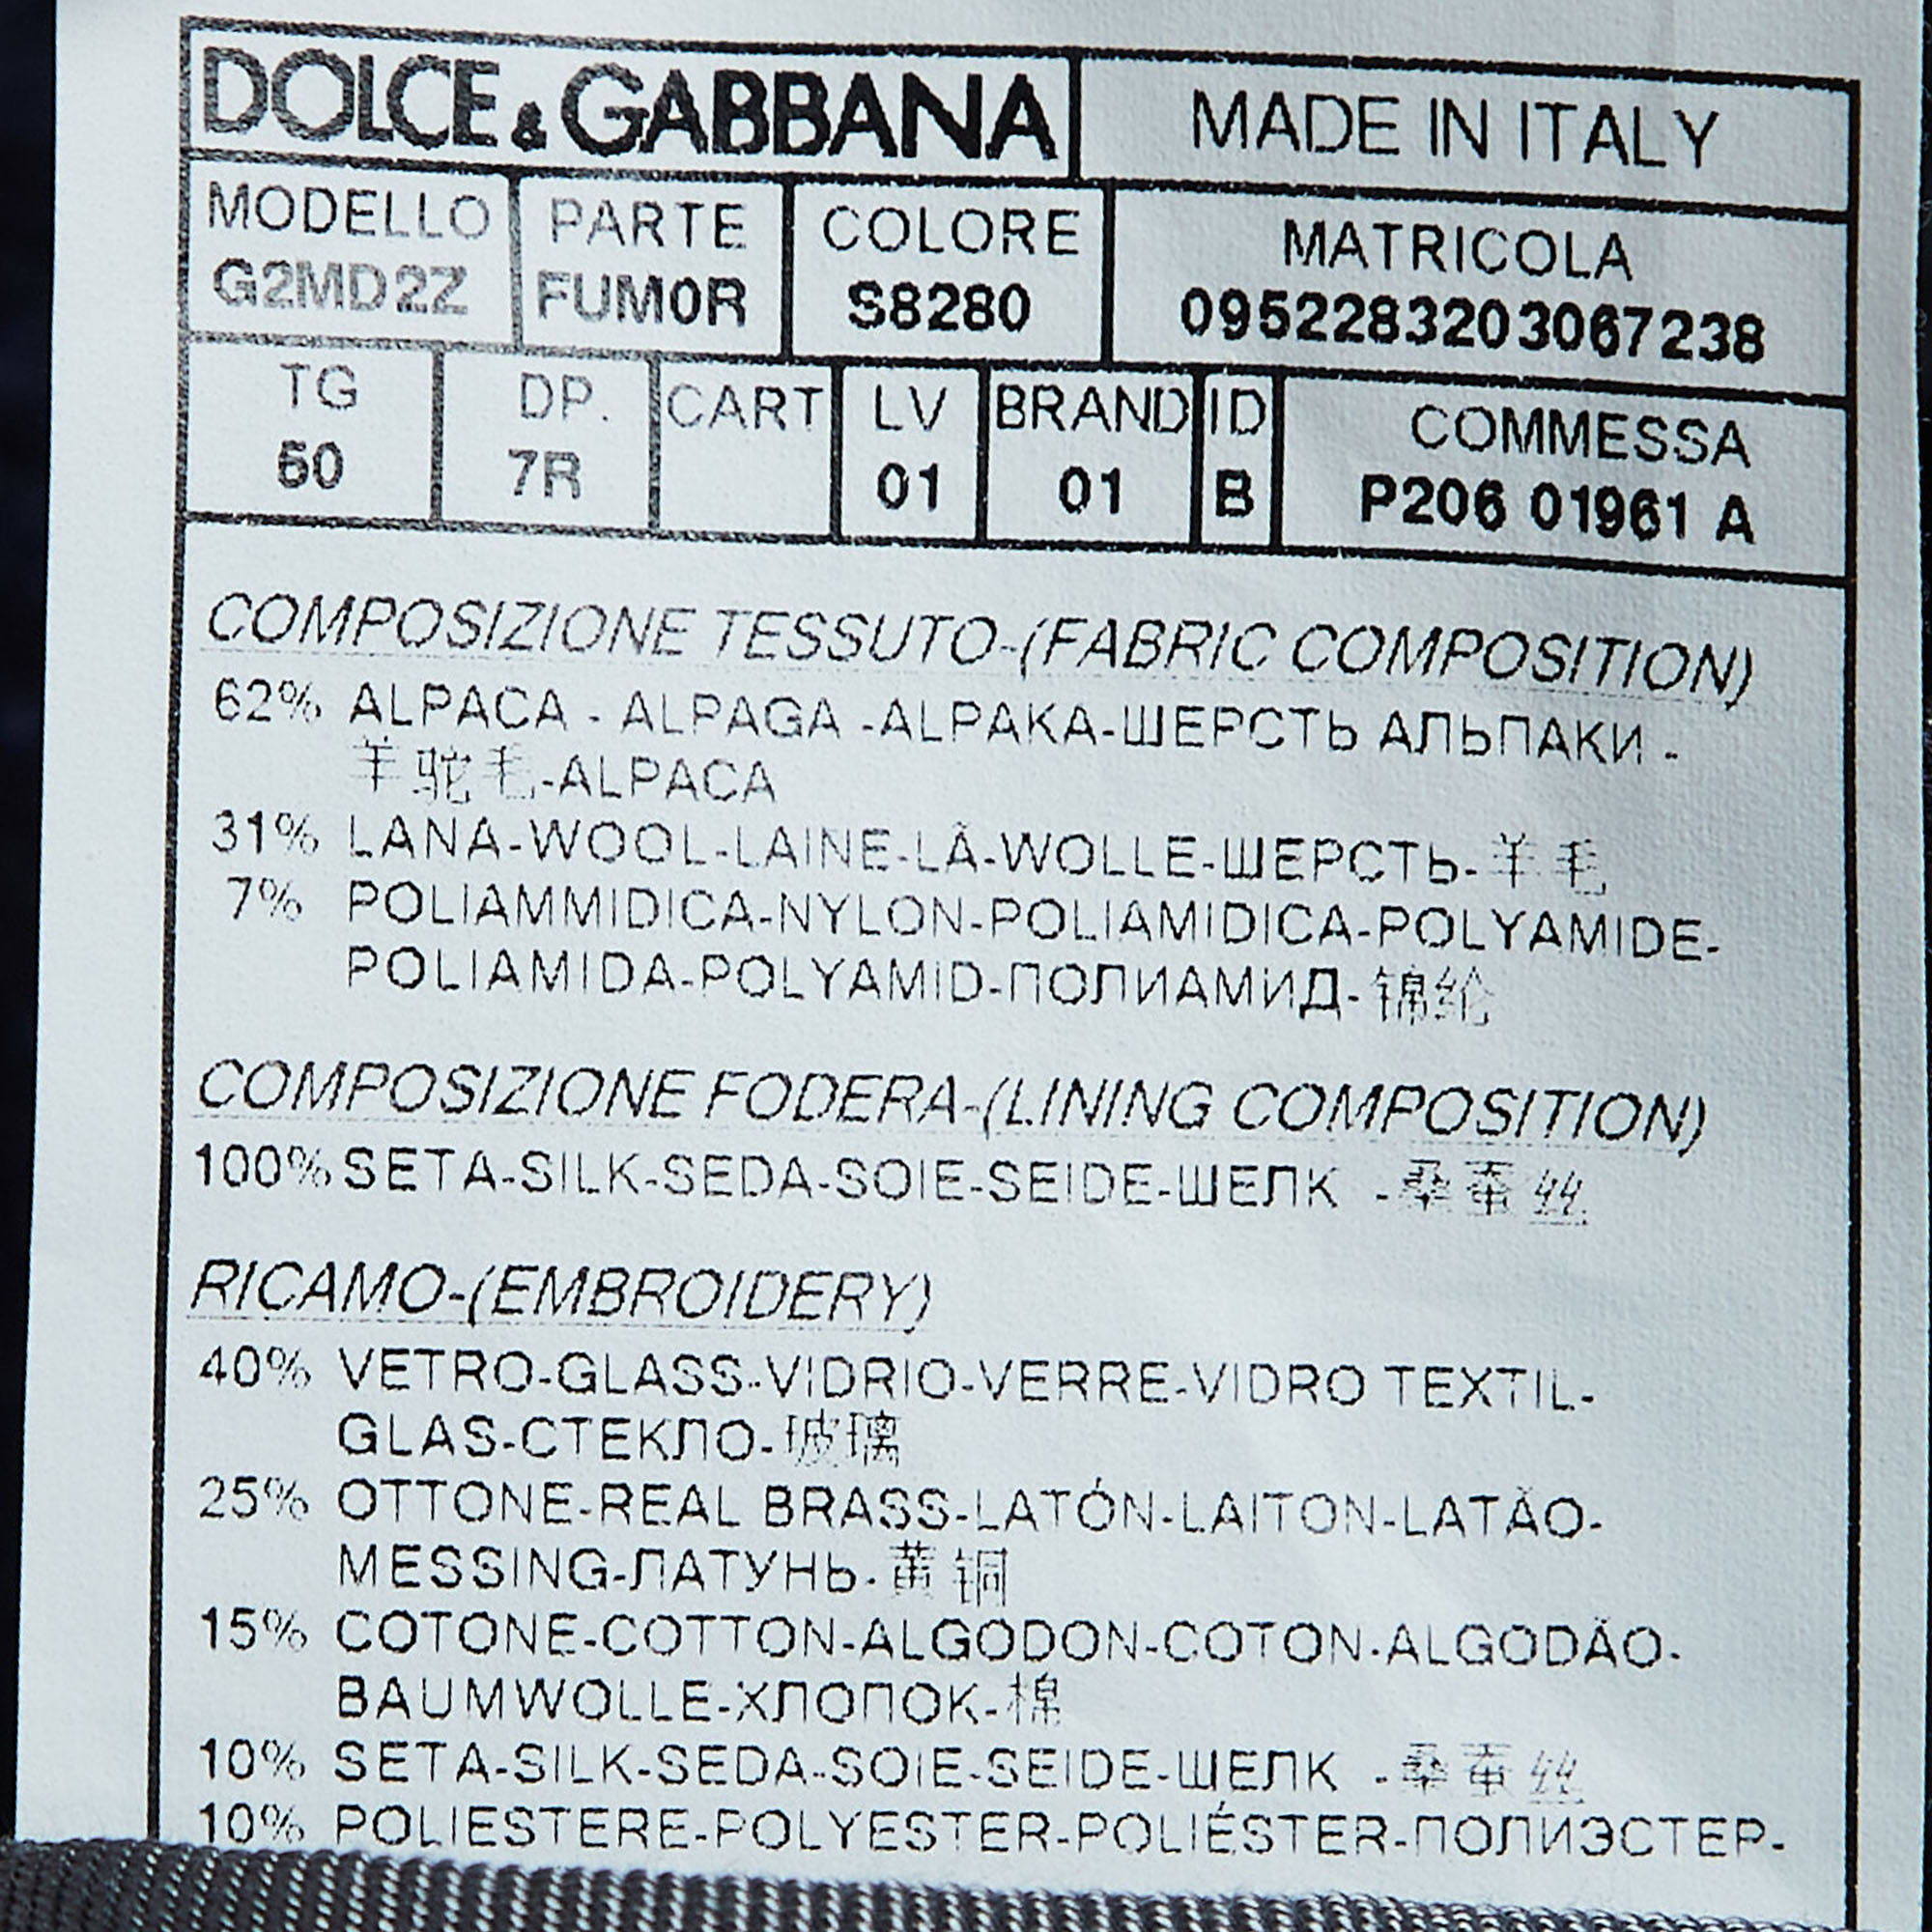 DOLCE & GABBANA MADE IN ITALY
MODELLO PARTE COLORE MATRICOLA
G2MD2Z FUM0R S8280 0952283203067238
TG DP. CART LV BRAND ID COMMESSA
50 7R 01 01 B P206 01961 A
COMPOSIZIONE TESSUTO-(FABRIC COMPOSITION)
62% ALPACA - ALPAGA -ALPAKA-ШЕРСТЬ АЛЬПАКИ -
羊驼毛-ALPACA
31% LANA-WOOL-LAINE-LÃ-WOLLE-ШЕРСТЬ-羊毛
7% POLIAMMIDICA-NYLON-POLIAMIDICA-POLYAMIDE-
POLIAMIDA-POLYAMID-ПОЛИАМИД-锦纶
COMPOSIZIONE FODERA-(LINING COMPOSITION)
100% SETA-SILK-SEDA-SOIE-SEIDE-ШЕЛК -桑蚕丝
RICAMO-(EMBROIDERY)
40% VETRO-GLASS-VIDRIO-VERRE-VIDRO TEXTIL-
GLAS-СТЕКЛО-玻璃
25% OTTONE-REAL BRASS-LATÓN-LAITON-LATÃO-
MESSING-ЛАТУНЬ-黄铜
15% COTONE-COTTON-ALGODON-COTON-ALGODÃO-
BAUMWOLLE-ХЛОПОК-棉
10% SETA-SILK-SEDA-SOIE-SEIDE-ШЕЛК -桑蚕丝
10% POLIESTERE-POLYESTER-POLIÉSTER-ПОЛИЭСТЕР-